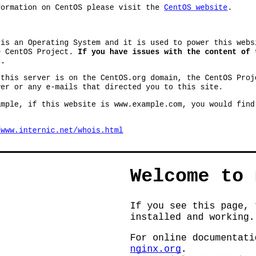 ormation on CentOS please visit the CentOS website.
is an Operating System and it is used to power this webs
CentOS Project. If you have issues with the content of
.
this server is on the CentOS.org domain, the CentOS Proj
er or any e-mails that directed you to this site.
mple, if this website is www.example.com, you would find
www.internic.net/whois.html
Welcome to
If you see this page,
installed and working.
For online documentati
nginx.org.